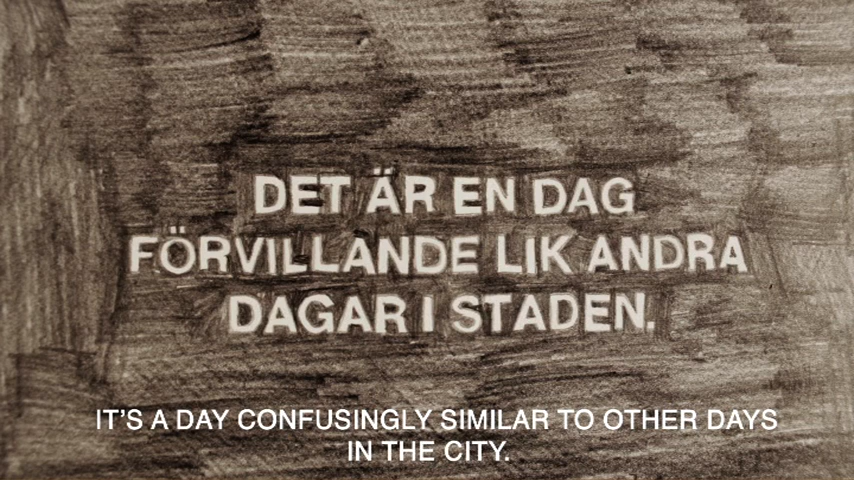 DET ÄR EN DAG
FÖRVILLANDE LIK ANDRA
DAGAR I STADEN.
IT'S A DAY CONFUSINGLY SIMILAR TO OTHER DAYS
IN THE CITY.